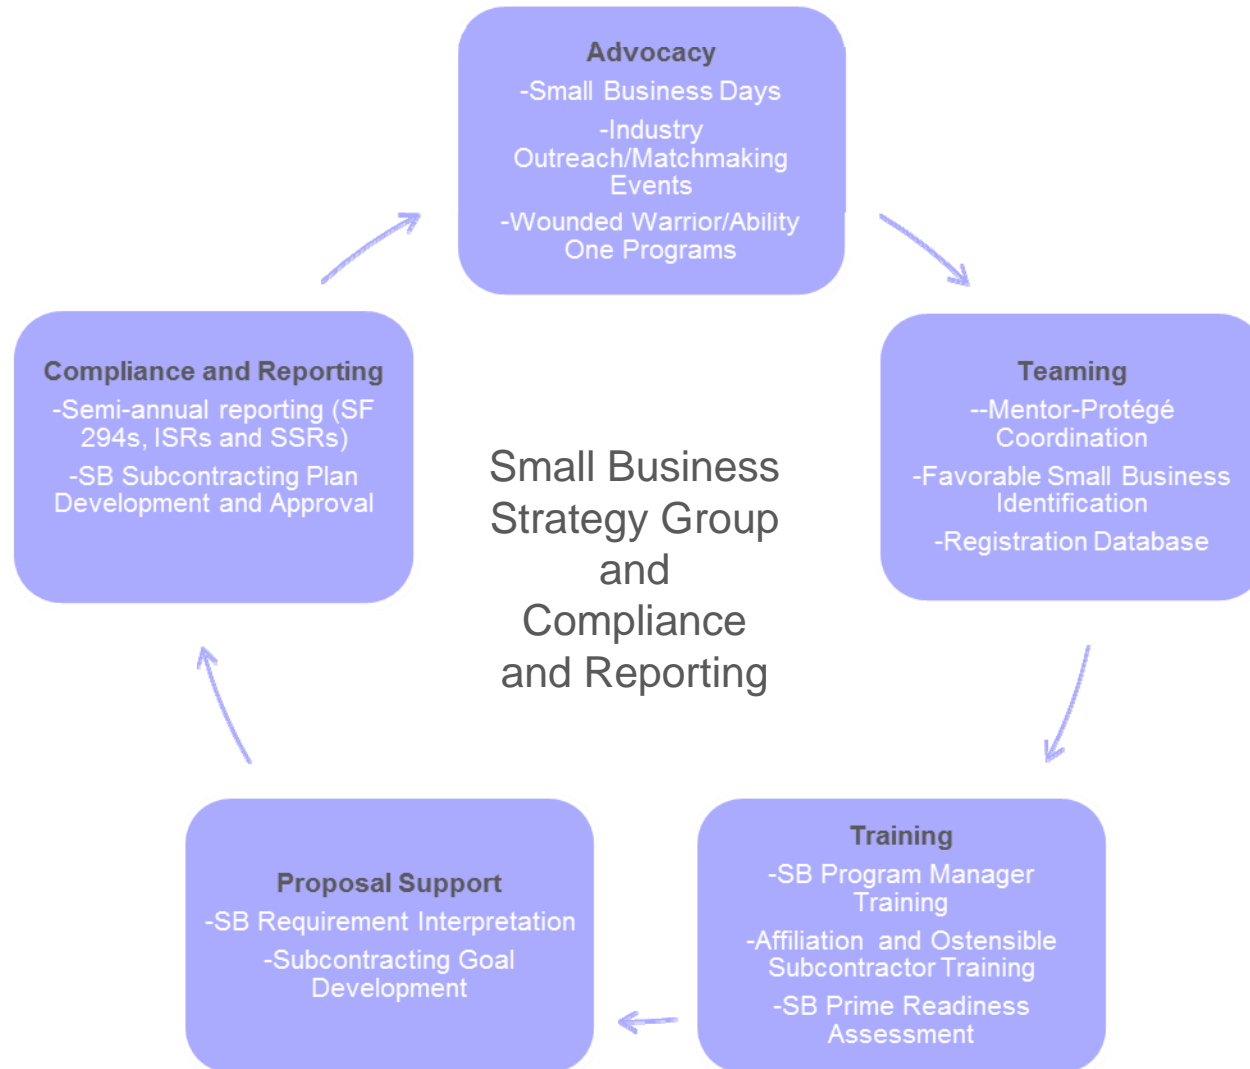 Advocacy
-Small Business Days
-Industry
Outreach/Matchmaking
Events
-Wounded Warrior/Ability
One Programs
Teaming
--Mentor-Protégé
Coordination
-Favorable Small Business
Identification
-Registration Database
Training
-SB Program Manager
Training
-Affiliation and Ostensible
Subcontractor Training
-SB Prime Readiness
Assessment
Proposal Support
-SB Requirement Interpretation
-Subcontracting Goal
Development
Compliance and Reporting
-Semi-annual reporting (SF
294s, ISRs and SSRs)
-SB Subcontracting Plan
Development and Approval
Small Business
Strategy Group
and
Compliance
and Reporting